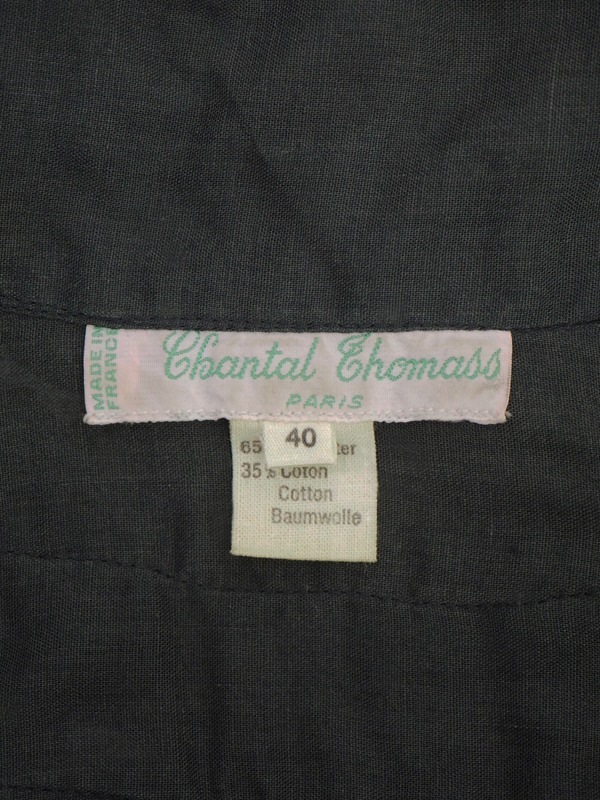 MADE IN
FRANCE
Chantal Thomass
PARIS
40
65
35% Coton
Cotton
Baumwolle